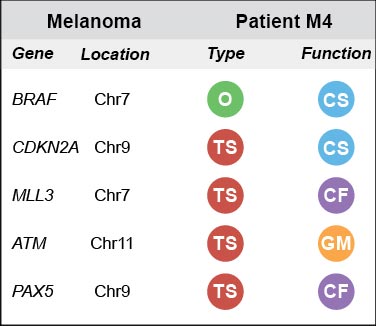 Melanoma Patient M4
Gene Location Type Function
BRAF Chr7 O CS
CDKN2A Chr9 TS CS
MLL3 Chr7 TS CF
ATM Chr11 TS GM
PAX5 Chr9 TS CF